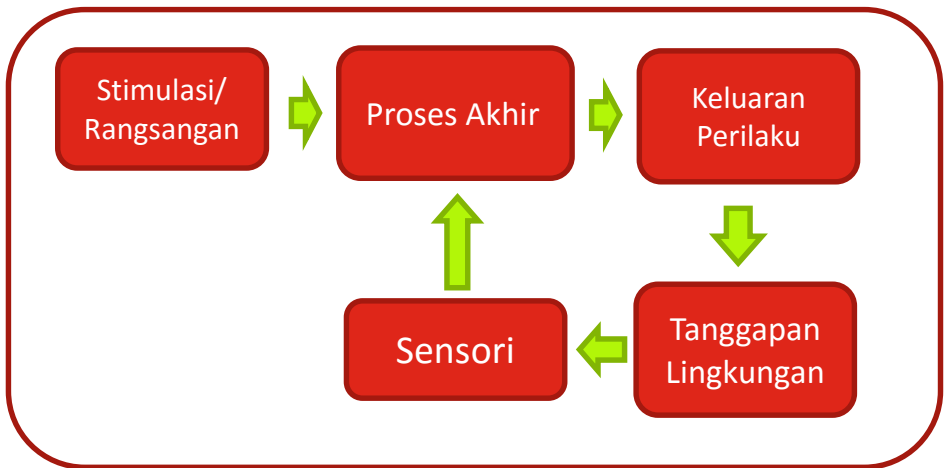 Stimulasi/
Rangsangan
Proses Akhir
Keluaran
Perilaku
Tanggapan
Lingkungan
Sensori